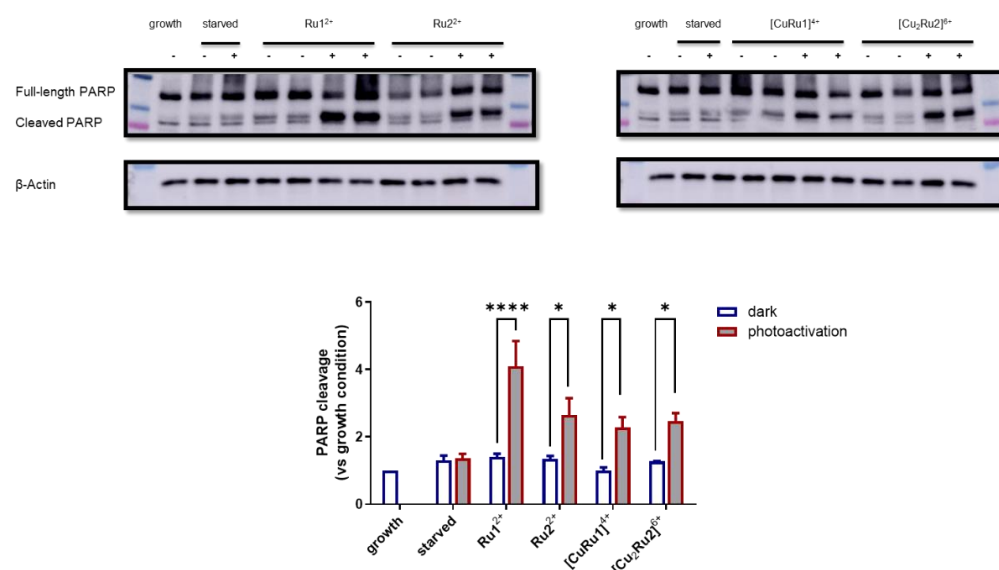 growth starved Ru1²⁺ Ru2²⁺
- - + - - + + - - + +
Full-length PARP
Cleaved PARP
β-Actin
growth starved [CuRu1]⁴⁺ [Cu₂Ru2]⁶⁺
- - + - - + + - - + +
PARP cleavage
(vs growth condition)
6
4
2
0
**** * * *
dark
photoactivation
growth
starved
Ru1²⁺
Ru2²⁺
[CuRu1]⁴⁺
[Cu₂Ru2]⁶⁺